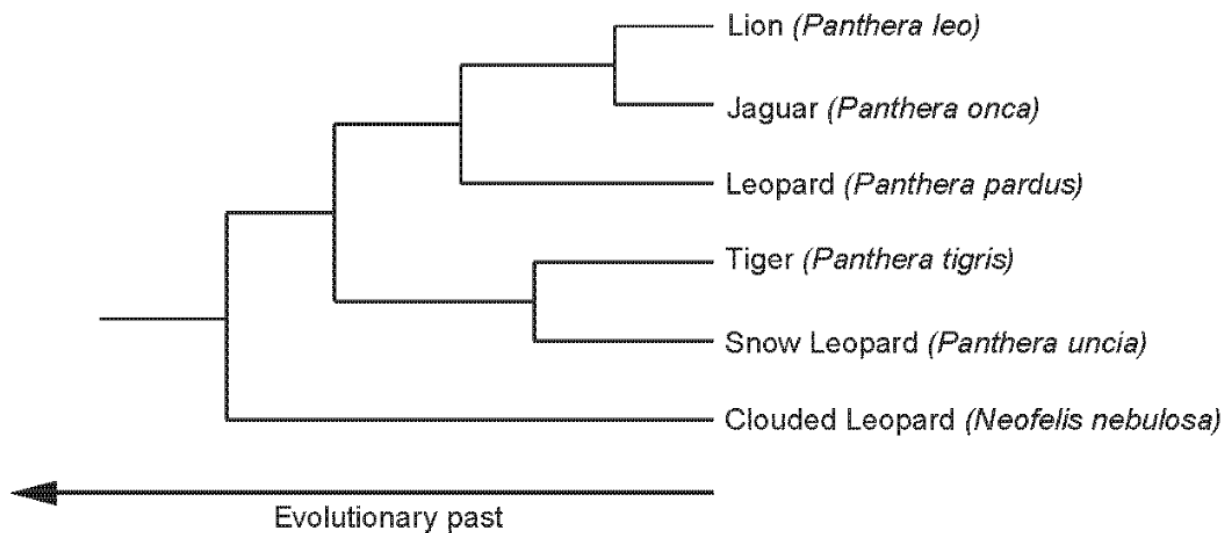 Lion (Panthera leo)
Jaguar (Panthera onca)
Leopard (Panthera pardus)
Tiger (Panthera tigris)
Snow Leopard (Panthera uncia)
Clouded Leopard (Neofelis nebulosa)
Evolutionary past